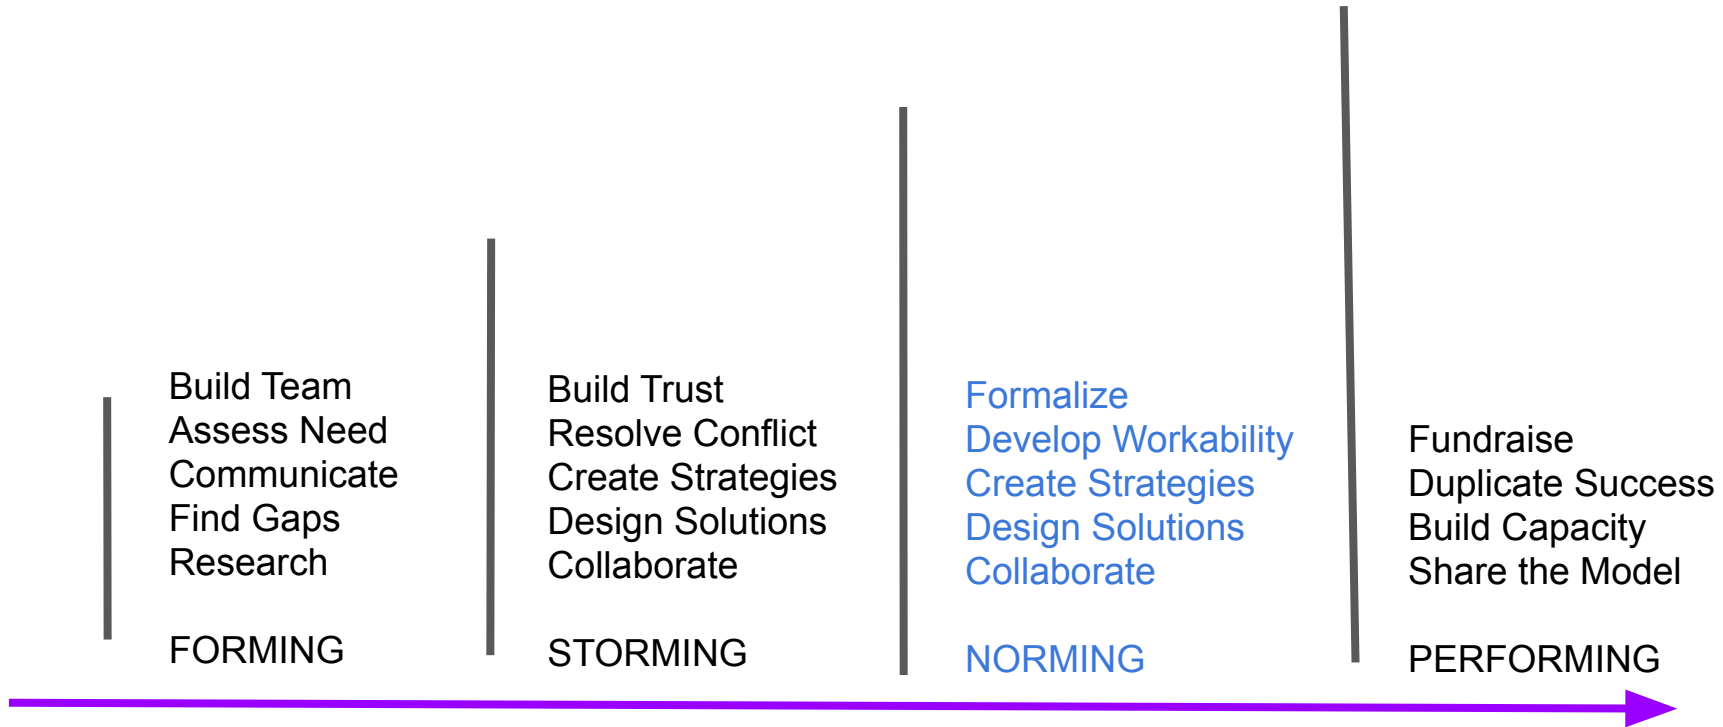 Build Team
Assess Need
Communicate
Find Gaps
Research
FORMING
Build Trust
Resolve Conflict
Create Strategies
Design Solutions
Collaborate
STORMING
Formalize
Develop Workability
Create Strategies
Design Solutions
Collaborate
NORMING
Fundraise
Duplicate Success
Build Capacity
Share the Model
PERFORMING